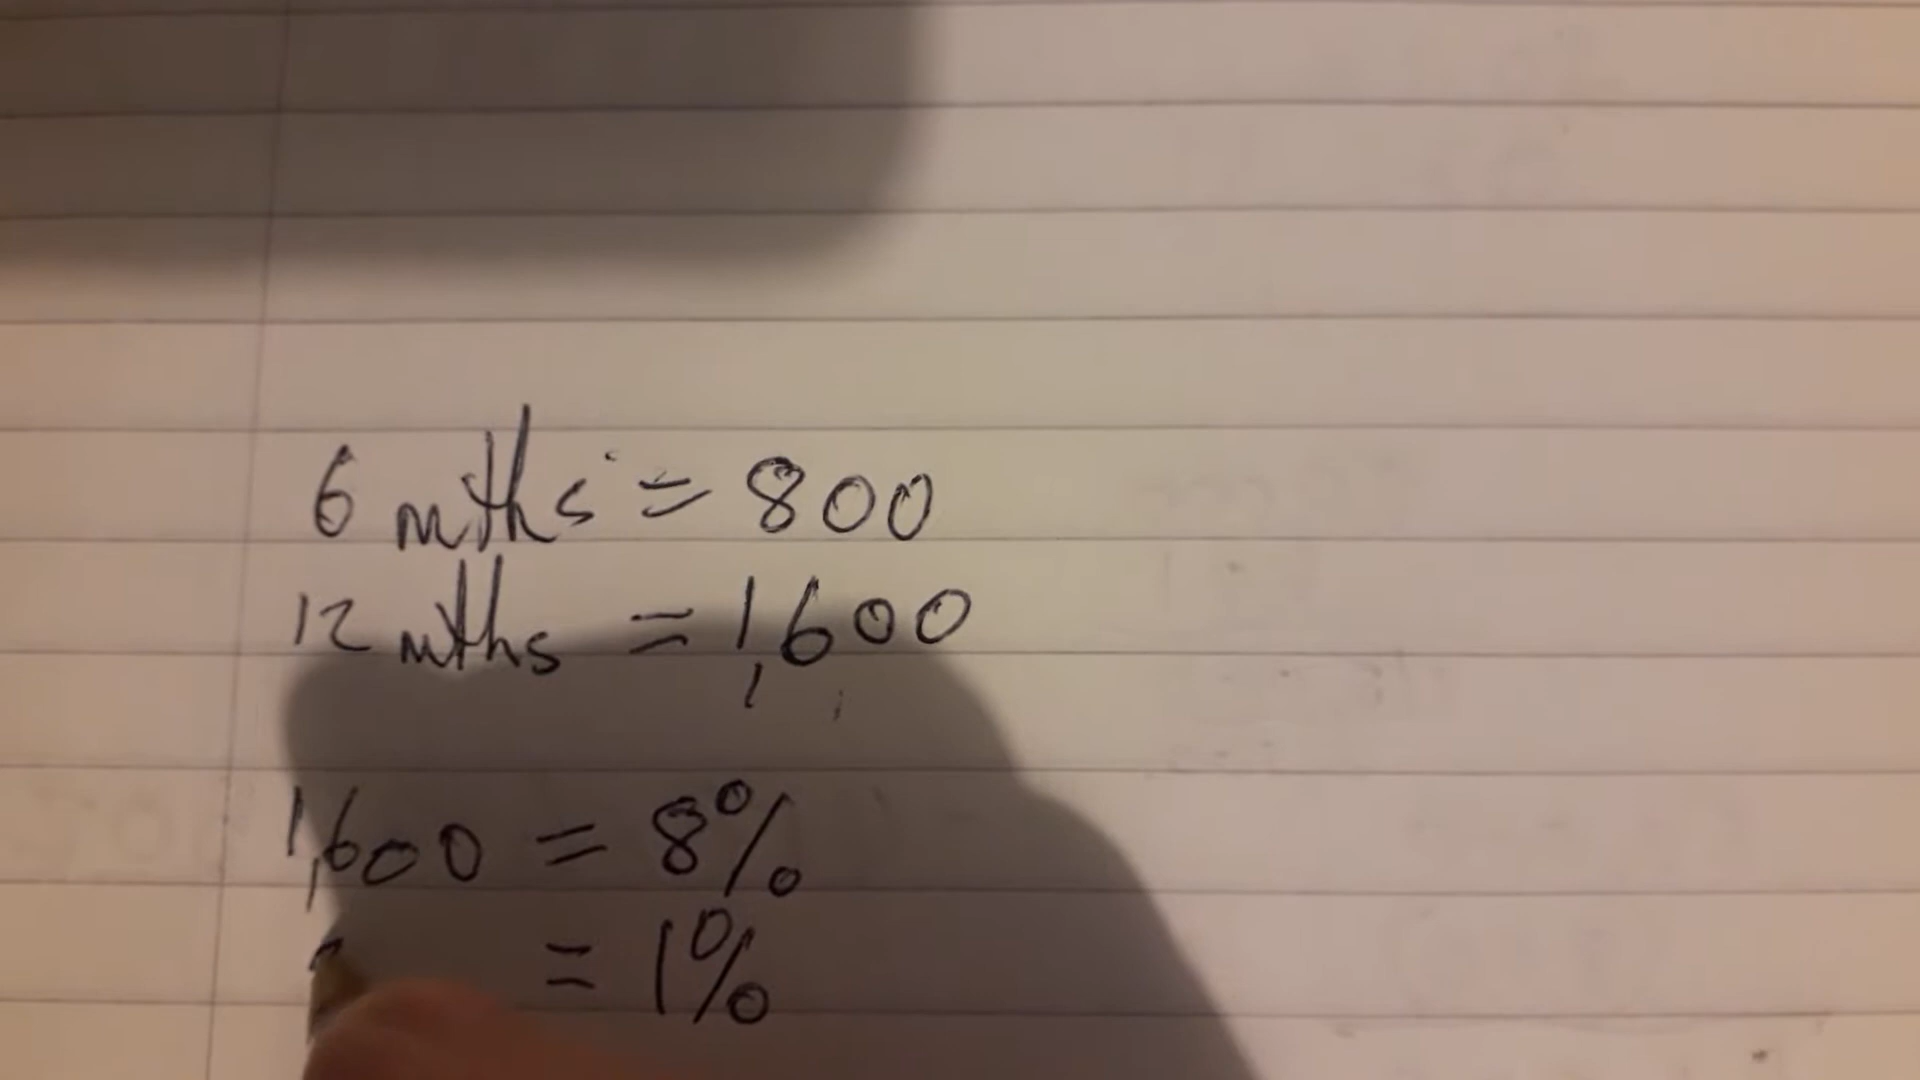 6 mths = 800
12 mths = 1,600
1,600 = 8%
= 1%